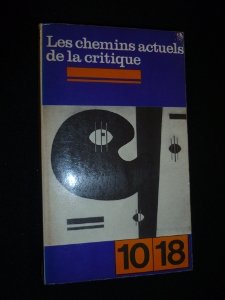 Les chemins actuels
de la critique
10 18